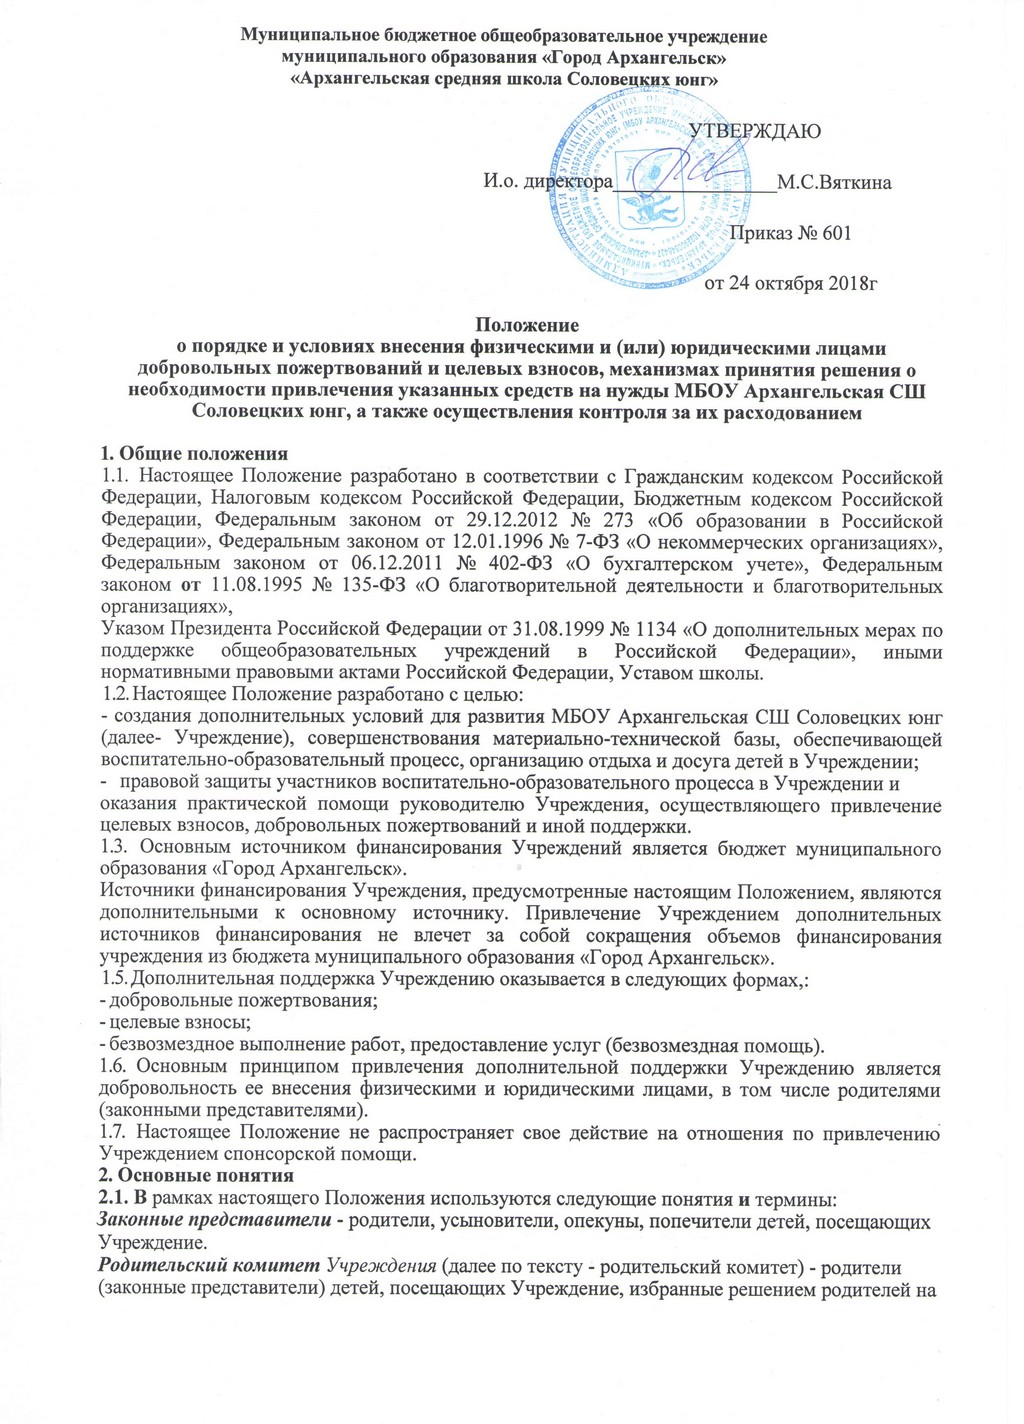 Муниципальное бюджетное общеобразовательное учреждение
муниципального образования «Город Архангельск»
«Архангельская средняя школа Соловецких юнг»
УТВЕРЖДАЮ
И.о. директора________________М.С.Вяткина
Приказ № 601
от 24 октября 2018г
Положение
о порядке и условиях внесения физическими и (или) юридическими лицами
добровольных пожертвований и целевых взносов, механизмах принятия решения о
необходимости привлечения указанных средств на нужды МБОУ Архангельская СШ
Соловецких юнг, а также осуществления контроля за их расходованием
1. Общие положения
1.1. Настоящее Положение разработано в соответствии с Гражданским кодексом Российской
Федерации, Налоговым кодексом Российской Федерации, Бюджетным кодексом Российской
Федерации, Федеральным законом от 29.12.2012 № 273 «Об образовании в Российской
Федерации», Федеральным законом от 12.01.1996 № 7-ФЗ «О некоммерческих организациях»,
Федеральным законом от 06.12.2011 № 402-ФЗ «О бухгалтерском учете», Федеральным
законом от 11.08.1995 № 135-ФЗ «О благотворительной деятельности и благотворительных
организациях»,
Указом Президента Российской Федерации от 31.08.1999 № 1134 «О дополнительных мерах по
поддержке общеобразовательных учреждений в Российской Федерации», иными
нормативными правовыми актами Российской Федерации, Уставом школы.
1.2. Настоящее Положение разработано с целью:
- создания дополнительных условий для развития МБОУ Архангельская СШ Соловецких юнг
(далее- Учреждение), совершенствования материально-технической базы, обеспечивающей
воспитательно-образовательный процесс, организацию отдыха и досуга детей в Учреждении;
- правовой защиты участников воспитательно-образовательного процесса в Учреждении и
оказания практической помощи руководителю Учреждения, осуществляющего привлечение
целевых взносов, добровольных пожертвований и иной поддержки.
1.3. Основным источником финансирования Учреждений является бюджет муниципального
образования «Город Архангельск».
Источники финансирования Учреждения, предусмотренные настоящим Положением, являются
дополнительными к основному источнику. Привлечение Учреждением дополнительных
источников финансирования не влечет за собой сокращения объемов финансирования
учреждения из бюджета муниципального образования «Город Архангельск».
1.5. Дополнительная поддержка Учреждению оказывается в следующих формах,:
- добровольные пожертвования;
- целевые взносы;
- безвозмездное выполнение работ, предоставление услуг (безвозмездная помощь).
1.6. Основным принципом привлечения дополнительной поддержки Учреждению является
добровольность ее внесения физическими и юридическими лицами, в том числе родителями
(законными представителями).
1.7. Настоящее Положение не распространяет свое действие на отношения по привлечению
Учреждением спонсорской помощи.
2. Основные понятия
2.1. В рамках настоящего Положения используются следующие понятия и термины:
Законные представители - родители, усыновители, опекуны, попечители детей, посещающих
Учреждение.
Родительский комитет Учреждения (далее по тексту - родительский комитет) - родители
(законные представители) детей, посещающих Учреждение, избранные решением родителей на